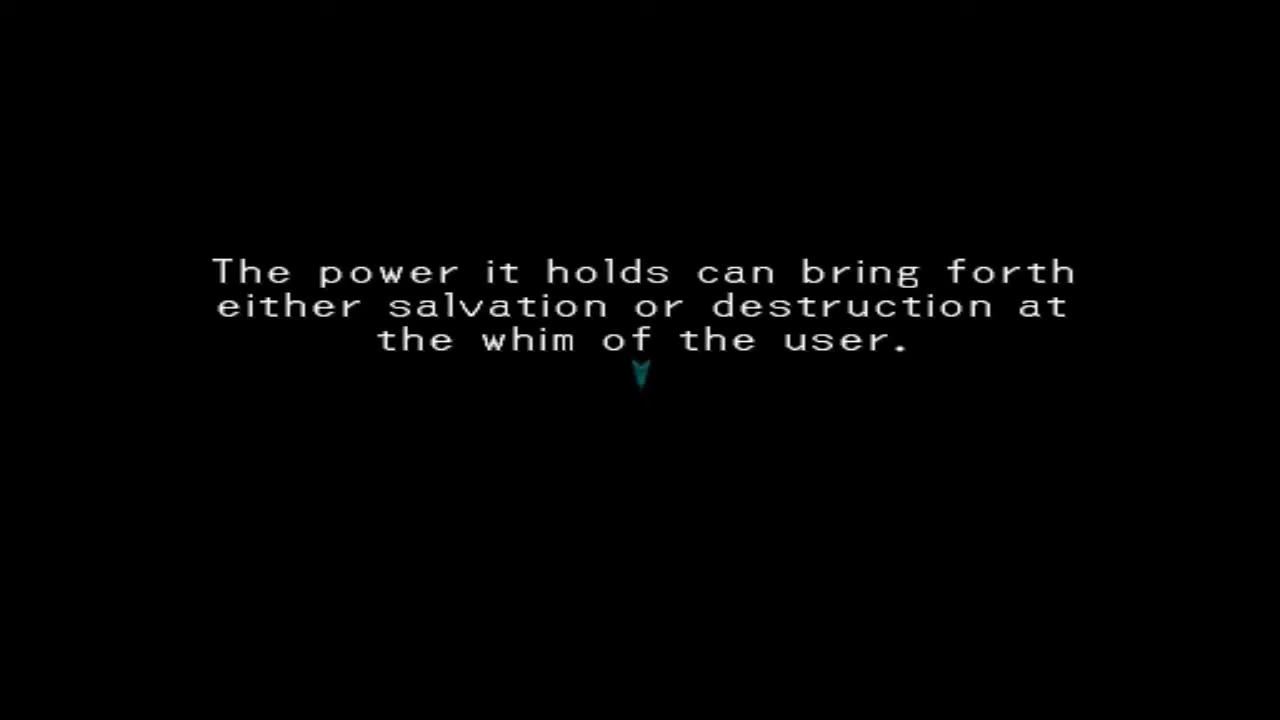 The power it holds can bring forth
either salvation or destruction at
the whim of the user.